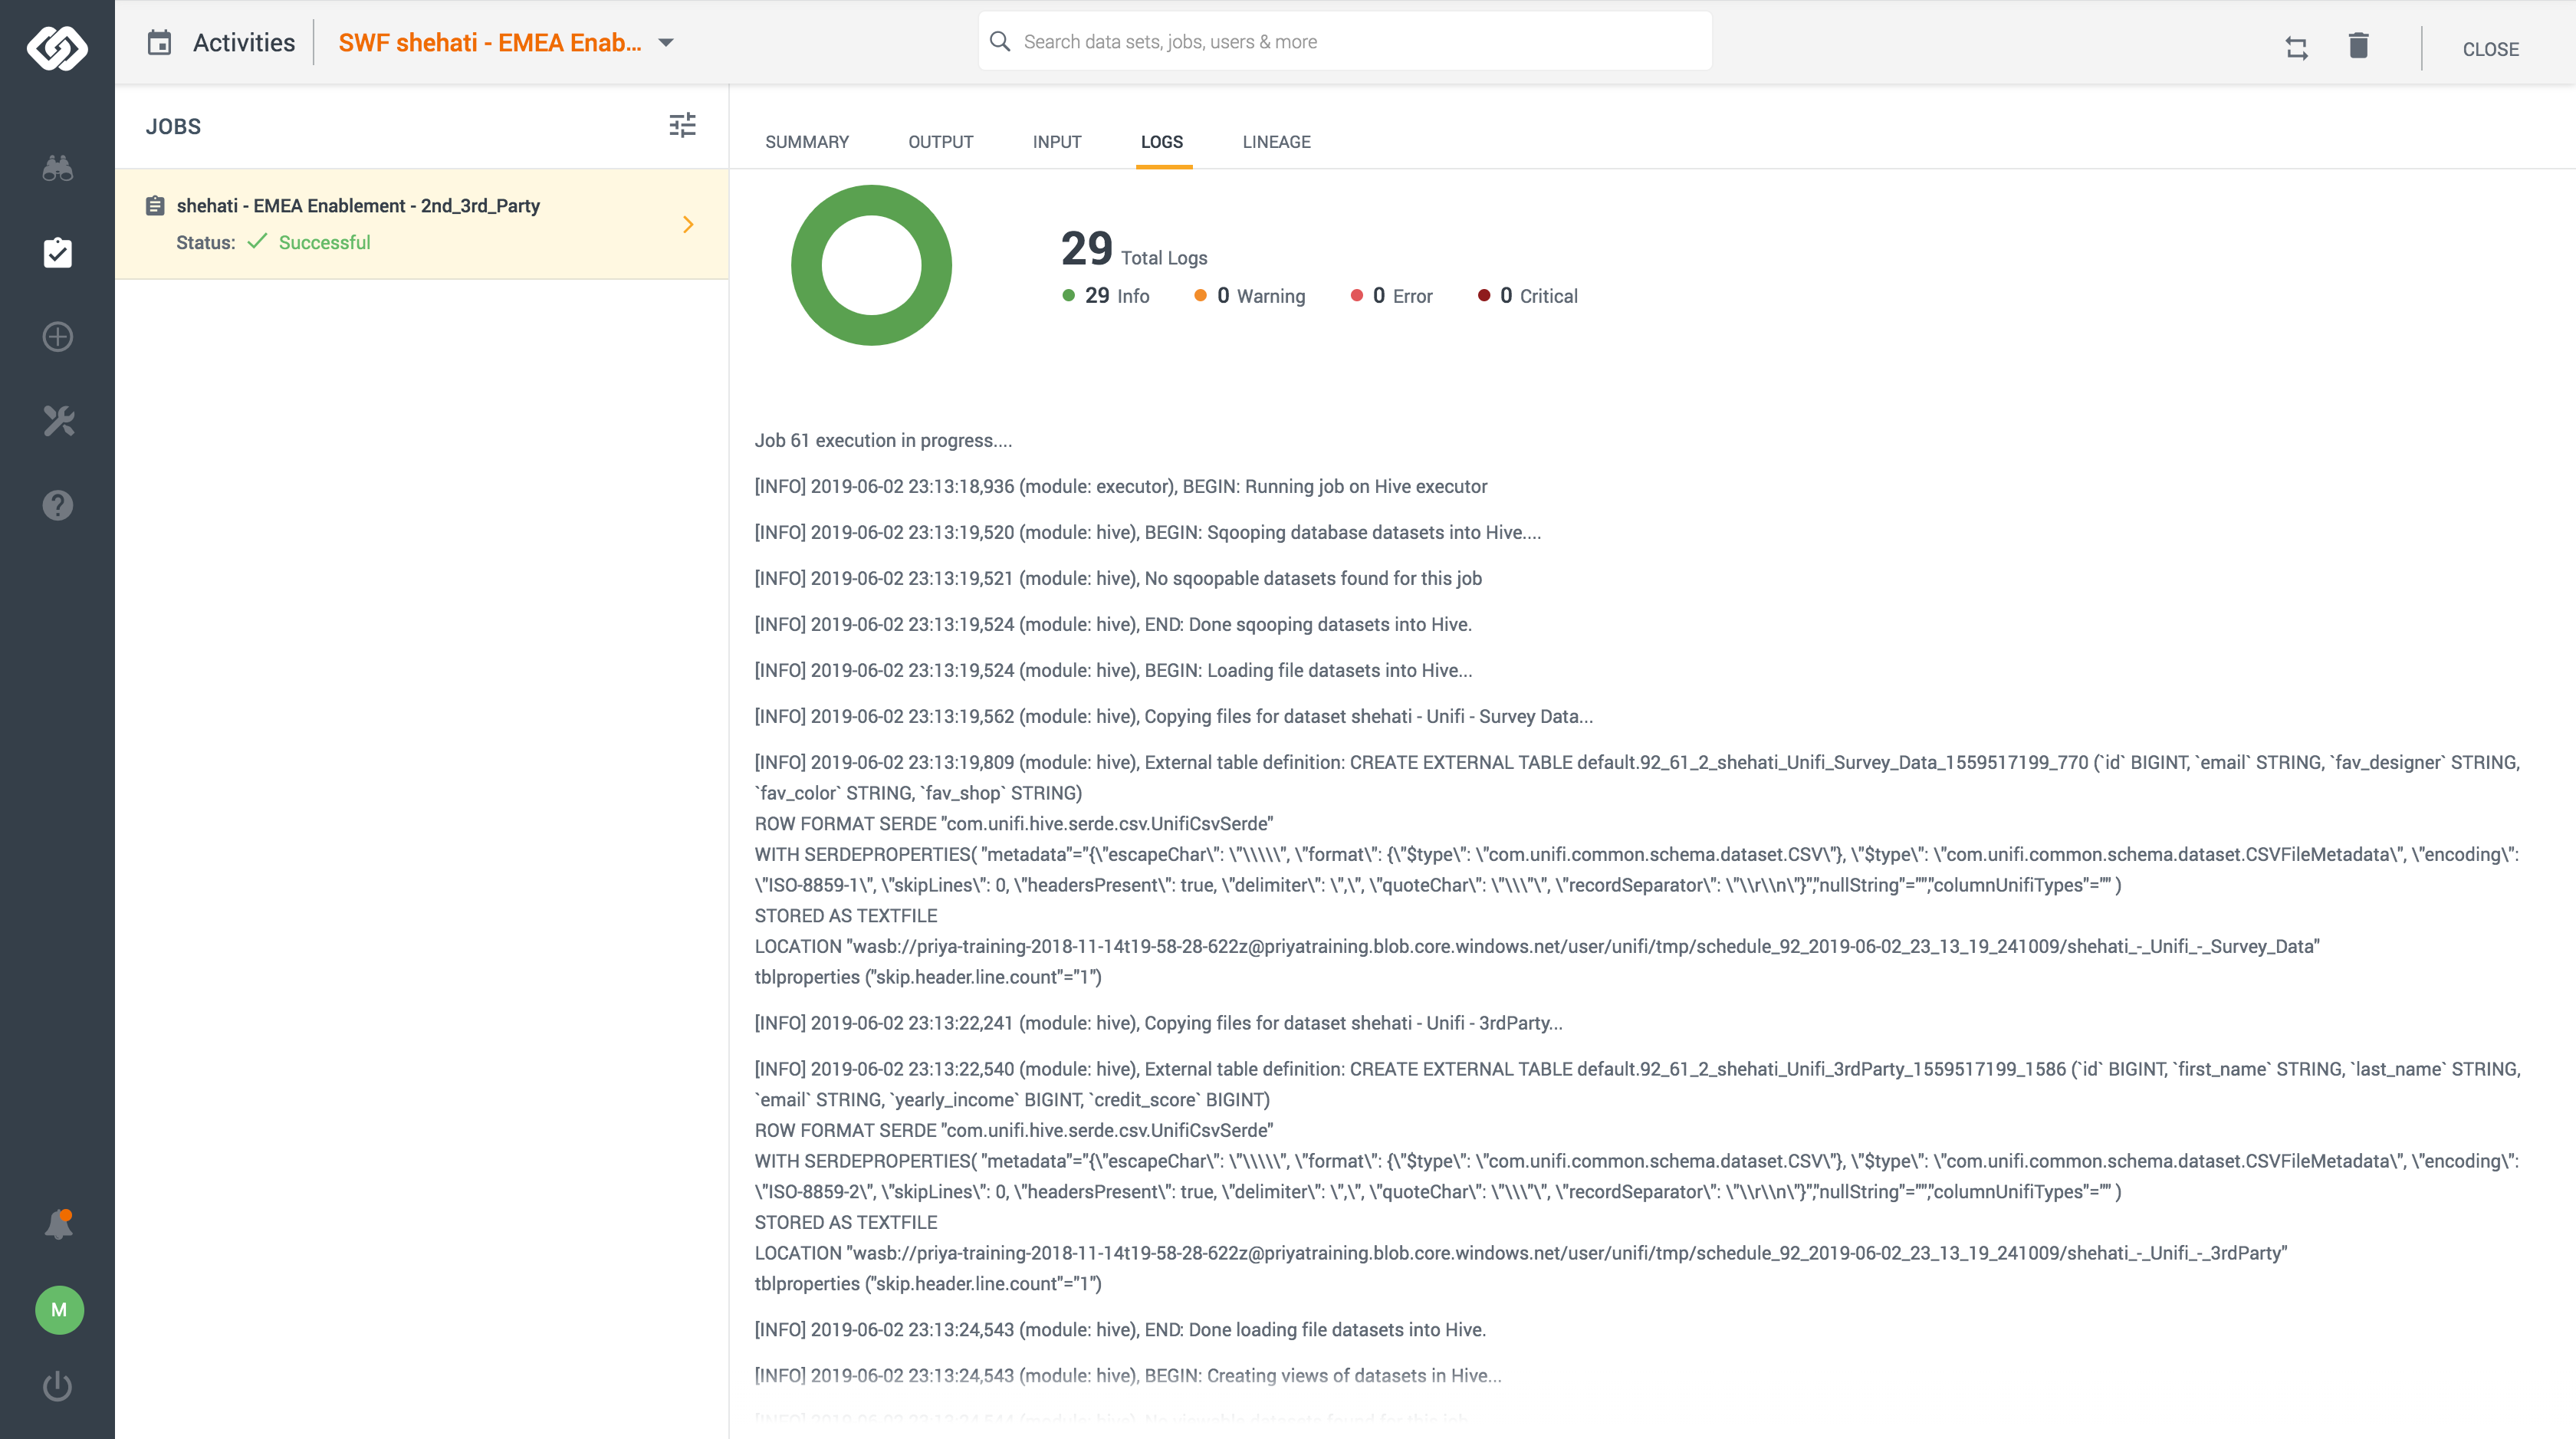 Activities
SWF shehati - EMEA Enab...
Search data sets, jobs, users & more
CLOSE
JOBS
shehati - EMEA Enablement - 2nd_3rd_Party
Status: Successful
SUMMARY OUTPUT INPUT LOGS LINEAGE
29 Total Logs
29 Info 0 Warning 0 Error 0 Critical
Job 61 execution in progress....
[INFO] 2019-06-02 23:13:18,936 (module: executor), BEGIN: Running job on Hive executor
[INFO] 2019-06-02 23:13:19,520 (module: hive), BEGIN: Sqooping database datasets into Hive....
[INFO] 2019-06-02 23:13:19,521 (module: hive), No sqoopable datasets found for this job
[INFO] 2019-06-02 23:13:19,524 (module: hive), END: Done sqooping datasets into Hive.
[INFO] 2019-06-02 23:13:19,524 (module: hive), BEGIN: Loading file datasets into Hive...
[INFO] 2019-06-02 23:13:19,562 (module: hive), Copying files for dataset shehati - Unifi - Survey Data...
[INFO] 2019-06-02 23:13:19,809 (module: hive), External table definition: CREATE EXTERNAL TABLE default.92_61_2_shehati_Unifi_Survey_Data_1559517199_770 (`id` BIGINT, `email` STRING, `fav_designer` STRING,
`fav_color` STRING, `fav_shop` STRING)
ROW FORMAT SERDE "com.unifi.hive.serde.csv.UnifiCsvSerde"
WITH SERDEPROPERTIES( "metadata"="{\"escapeChar\": \"\\\\\", \"format\": {\"$type\": \"com.unifi.common.schema.dataset.CSV\"}, \"$type\": \"com.unifi.common.schema.dataset.CSVFileMetadata\", \"encoding\":
\"ISO-8859-1\", \"skipLines\": 0, \"headersPresent\": true, \"delimiter\": \",\", \"quoteChar\": \"\\\"\", \"recordSeparator\": \"\\r\\n\"}","nullString"="","columnUnifiTypes"="" )
STORED AS TEXTFILE
LOCATION "wasb://priya-training-2018-11-14t19-58-28-622z@priyatraining.blob.core.windows.net/user/unifi/tmp/schedule_92_2019-06-02_23_13_19_241009/shehati_-_Unifi_-_Survey_Data"
tblproperties ("skip.header.line.count"="1")
[INFO] 2019-06-02 23:13:22,241 (module: hive), Copying files for dataset shehati - Unifi - 3rdParty...
[INFO] 2019-06-02 23:13:22,540 (module: hive), External table definition: CREATE EXTERNAL TABLE default.92_61_2_shehati_Unifi_3rdParty_1559517199_1586 (`id` BIGINT, `first_name` STRING, `last_name` STRING,
`email` STRING, `yearly_income` BIGINT, `credit_score` BIGINT)
ROW FORMAT SERDE "com.unifi.hive.serde.csv.UnifiCsvSerde"
WITH SERDEPROPERTIES( "metadata"="{\"escapeChar\": \"\\\\\", \"format\": {\"$type\": \"com.unifi.common.schema.dataset.CSV\"}, \"$type\": \"com.unifi.common.schema.dataset.CSVFileMetadata\", \"encoding\":
\"ISO-8859-2\", \"skipLines\": 0, \"headersPresent\": true, \"delimiter\": \",\", \"quoteChar\": \"\\\"\", \"recordSeparator\": \"\\r\\n\"}","nullString"="","columnUnifiTypes"="" )
STORED AS TEXTFILE
LOCATION "wasb://priya-training-2018-11-14t19-58-28-622z@priyatraining.blob.core.windows.net/user/unifi/tmp/schedule_92_2019-06-02_23_13_19_241009/shehati_-_Unifi_-_3rdParty"
tblproperties ("skip.header.line.count"="1")
[INFO] 2019-06-02 23:13:24,543 (module: hive), END: Done loading file datasets into Hive.
[INFO] 2019-06-02 23:13:24,543 (module: hive), BEGIN: Creating views of datasets in Hive...
[INFO] 2019-06-02 23:13:24,544 (module: hive), No viewable datasets found for this job
M